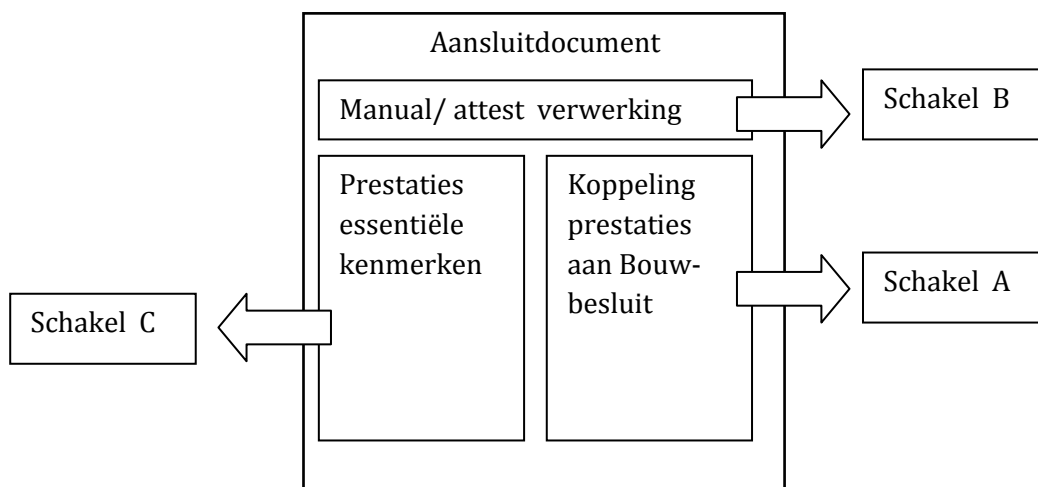 Aansluitdocument
Manual/ attest verwerking
Schakel B
Prestaties
essentiële
kenmerken
Koppeling
prestaties
aan Bouw-
besluit
Schakel A
Schakel C